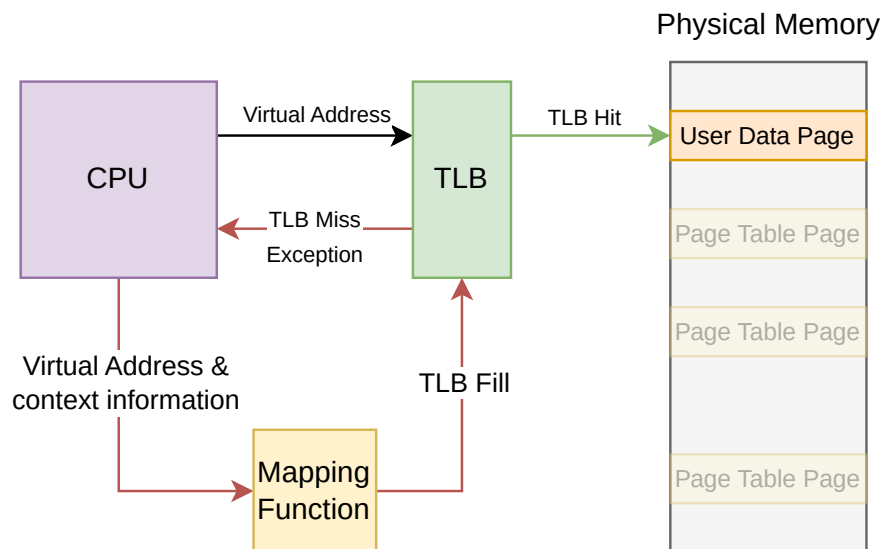 Physical Memory
Virtual Address
TLB Hit
User Data Page
CPU
TLB
TLB Miss
Exception
Page Table Page
Page Table Page
Virtual Address &
context information
TLB Fill
Mapping
Function
Page Table Page